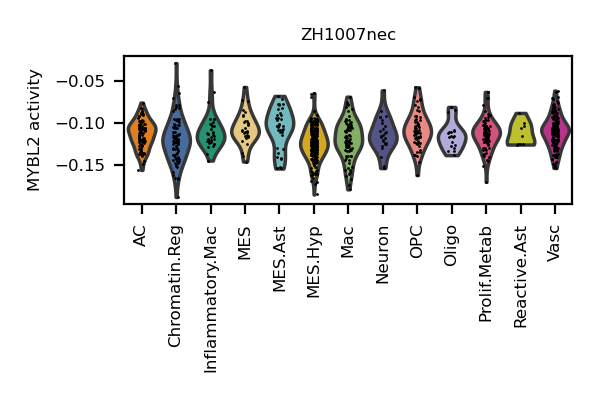 ZH1007nec
MYBL2 activity
−0.05
−0.10
−0.15
AC
Chromatin.Reg
Inflammatory.Mac
MES
MES.Ast
MES.Hyp
Mac
Neuron
OPC
Oligo
Prolif.Metab
Reactive.Ast
Vasc